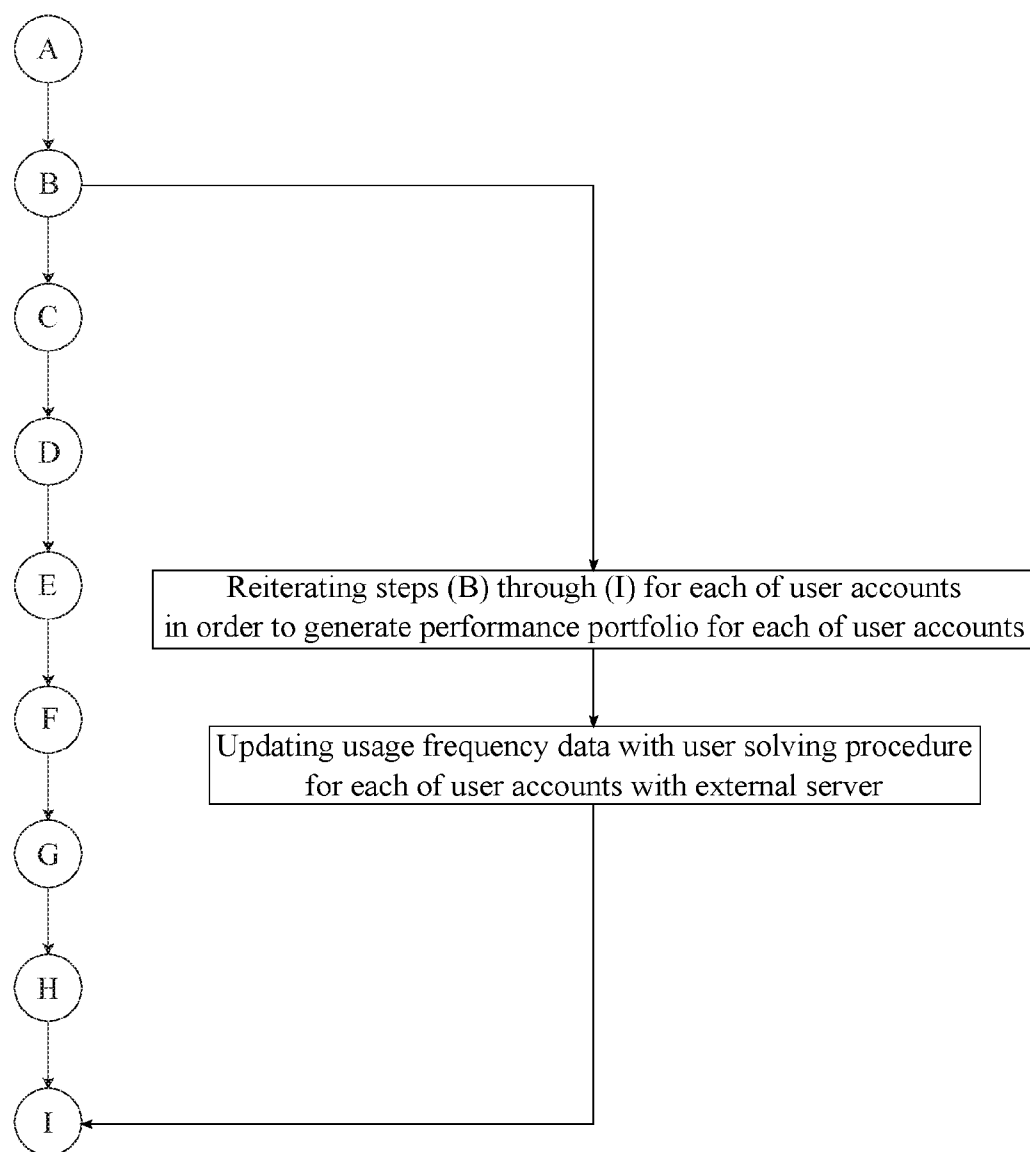 A
B
C
D
E
Reiterating steps (B) through (I) for each of user accounts
in order to generate performance portfolio for each of user accounts
F
Updating usage frequency data with user solving procedure
for each of user accounts with external server
G
H
I